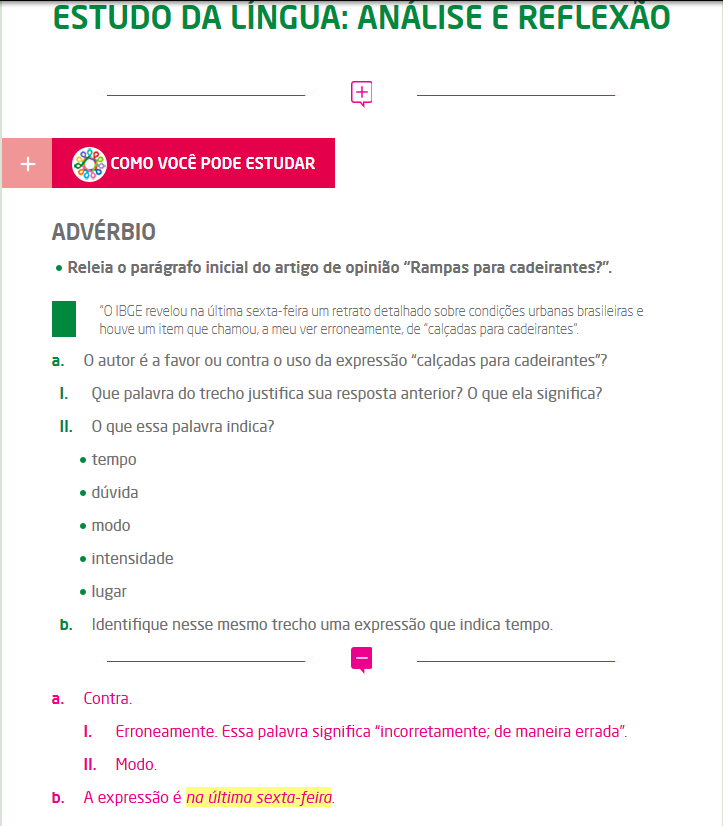 ESTUDO DA LÍNGUA: ANÁLISE E REFLEXÃO
COMO VOCÊ PODE ESTUDAR
ADVÉRBIO
• Releia o parágrafo inicial do artigo de opinião “Rampas para cadeirantes?”.
“O IBGE revelou na última sexta-feira um retrato detalhado sobre condições urbanas brasileiras e
houve um item que chamou, a meu ver erroneamente, de “calçadas para cadeirantes”.
a. O autor é a favor ou contra o uso da expressão “calçadas para cadeirantes”?
I. Que palavra do trecho justifica sua resposta anterior? O que ela significa?
II. O que essa palavra indica?
• tempo
• dúvida
• modo
• intensidade
• lugar
b. Identifique nesse mesmo trecho uma expressão que indica tempo.
a. Contra.
I. Erroneamente. Essa palavra significa “incorretamente; de maneira errada”.
II. Modo.
b. A expressão é na última sexta-feira.